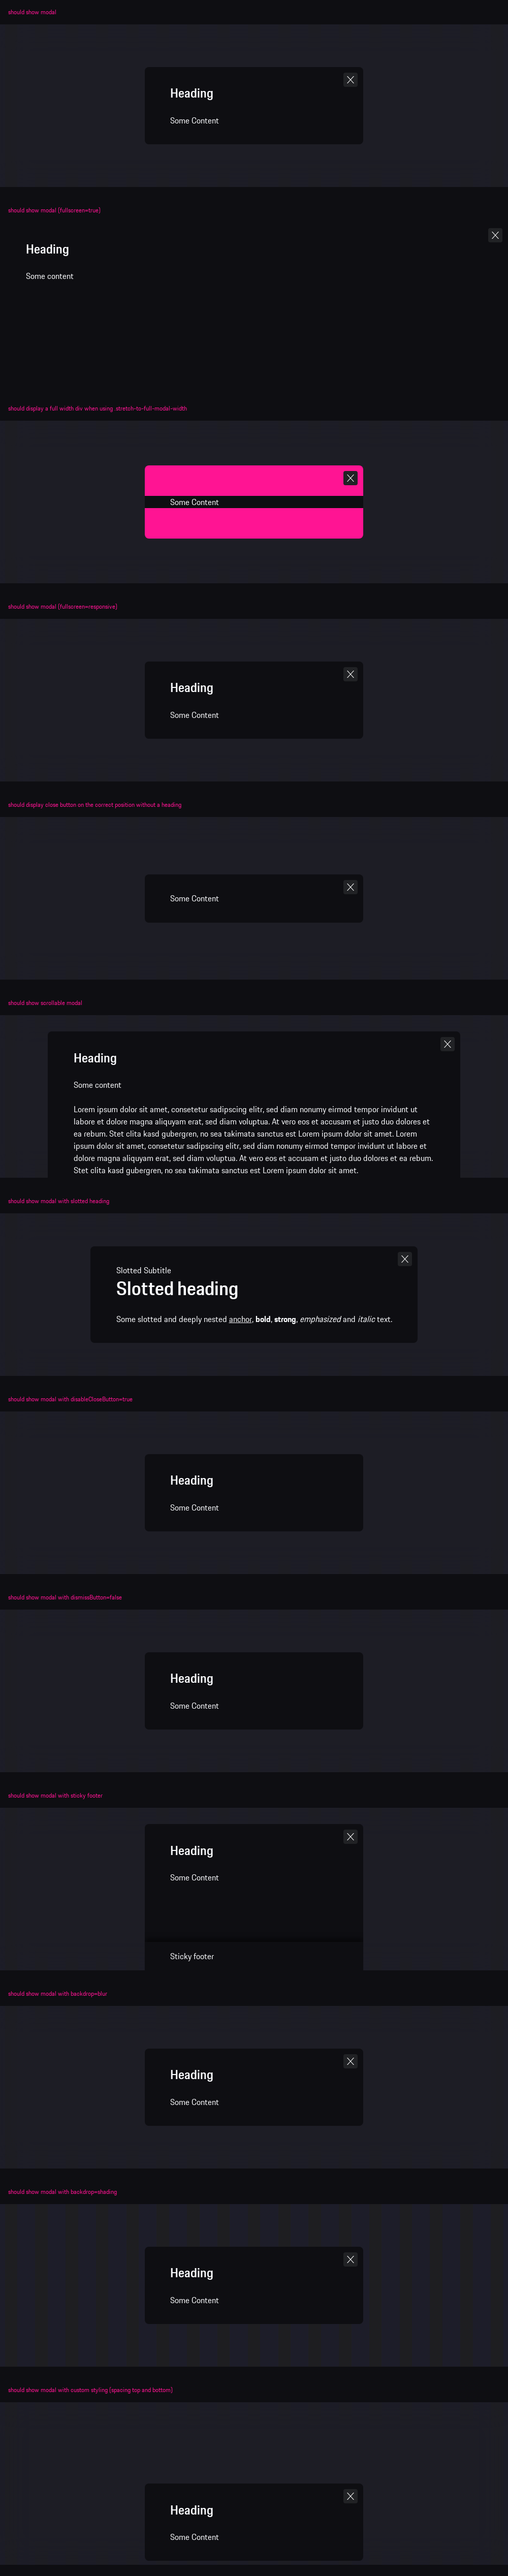 should show modal
Heading
Some Content
should show modal (fullscreen=true)
Heading
Some content
should display a full width div when using .stretch-to-full-modal-width
Some Content
should show modal (fullscreen=responsive)
Heading
Some Content
should display close button on the correct position without a heading
Some Content
should show scrollable modal
Heading
Some content
Lorem ipsum dolor sit amet, consetetur sadipscing elitr, sed diam nonumy eirmod tempor invidunt ut
labore et dolore magna aliquyam erat, sed diam voluptua. At vero eos et accusam et justo duo dolores et
ea rebum. Stet clita kasd gubergren, no sea takimata sanctus est Lorem ipsum dolor sit amet. Lorem
ipsum dolor sit amet, consetetur sadipscing elitr, sed diam nonumy eirmod tempor invidunt ut labore et
dolore magna aliquyam erat, sed diam voluptua. At vero eos et accusam et justo duo dolores et ea rebum.
Stet clita kasd gubergren, no sea takimata sanctus est Lorem ipsum dolor sit amet.
should show modal with slotted heading
Slotted Subtitle
Slotted heading
Some slotted and deeply nested anchor, bold, strong, emphasized and italic text.
should show modal with disableCloseButton=true
Heading
Some Content
should show modal with dismissButton=false
Heading
Some Content
should show modal with sticky footer
Heading
Some Content
Sticky footer
should show modal with backdrop=blur
Heading
Some Content
should show modal with backdrop=shading
Heading
Some Content
should show modal with custom styling (spacing top and bottom)
Heading
Some Content